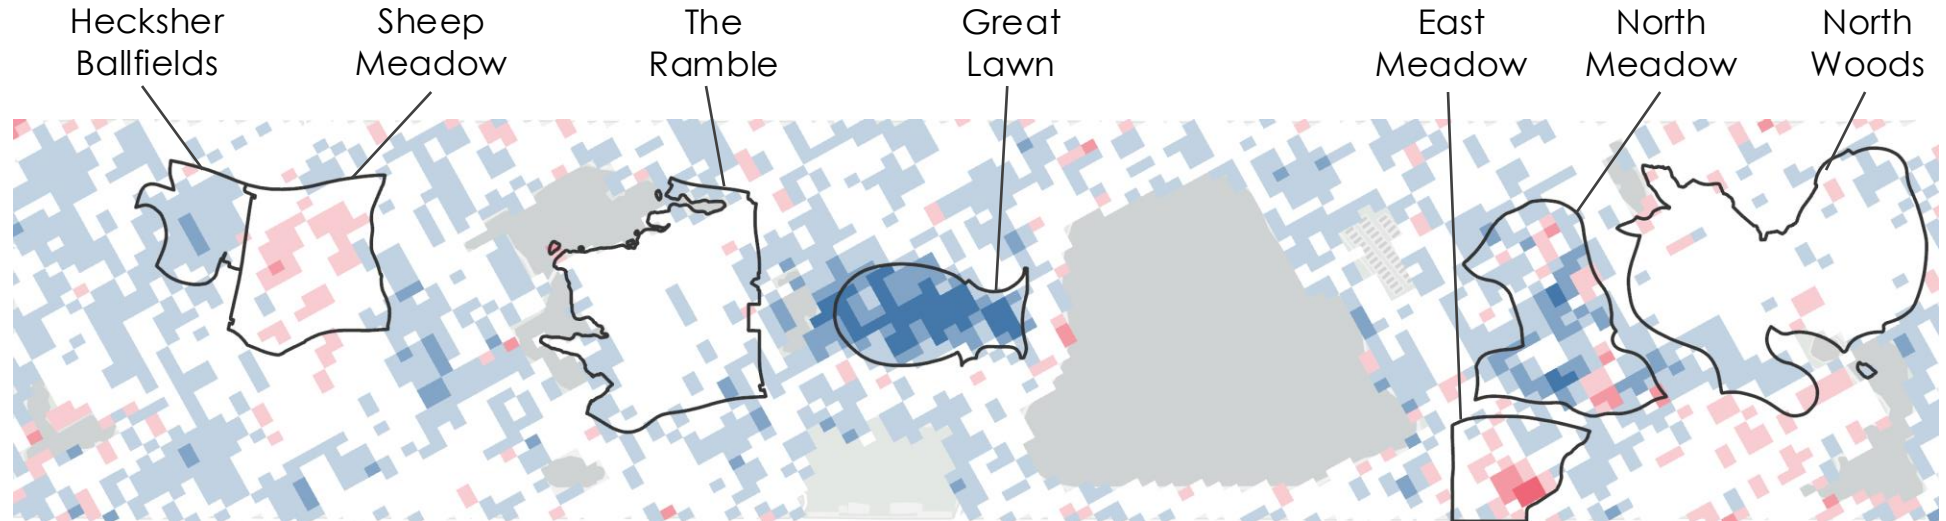 Hecksher
Ballfields
Sheep
Meadow
The
Ramble
Great
Lawn
East
Meadow
North
Meadow
North
Woods